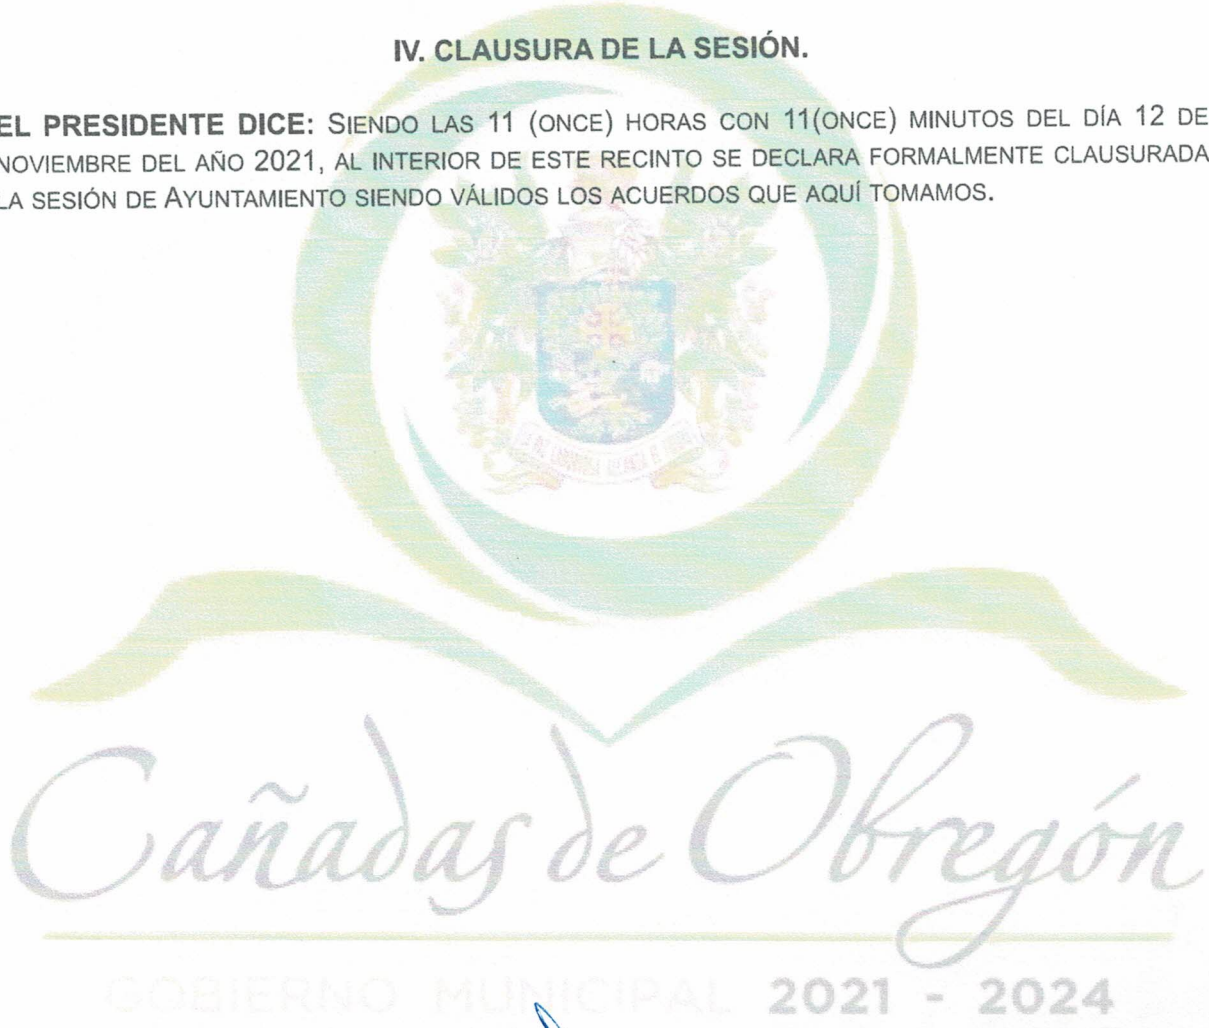 IV. CLAUSURA DE LA SESIÓN.
EL PRESIDENTE DICE: SIENDO LAS 11 (ONCE) HORAS CON 11(ONCE) MINUTOS DEL DÍA 12 DE
NOVIEMBRE DEL AÑO 2021, AL INTERIOR DE ESTE RECINTO SE DECLARA FORMALMENTE CLAUSURADA
LA SESIÓN DE AYUNTAMIENTO SIENDO VÁLIDOS LOS ACUERDOS QUE AQUÍ TOMAMOS.
Cañadas de Obregón
GOBIERNO MUNICIPAL 2021 - 2024